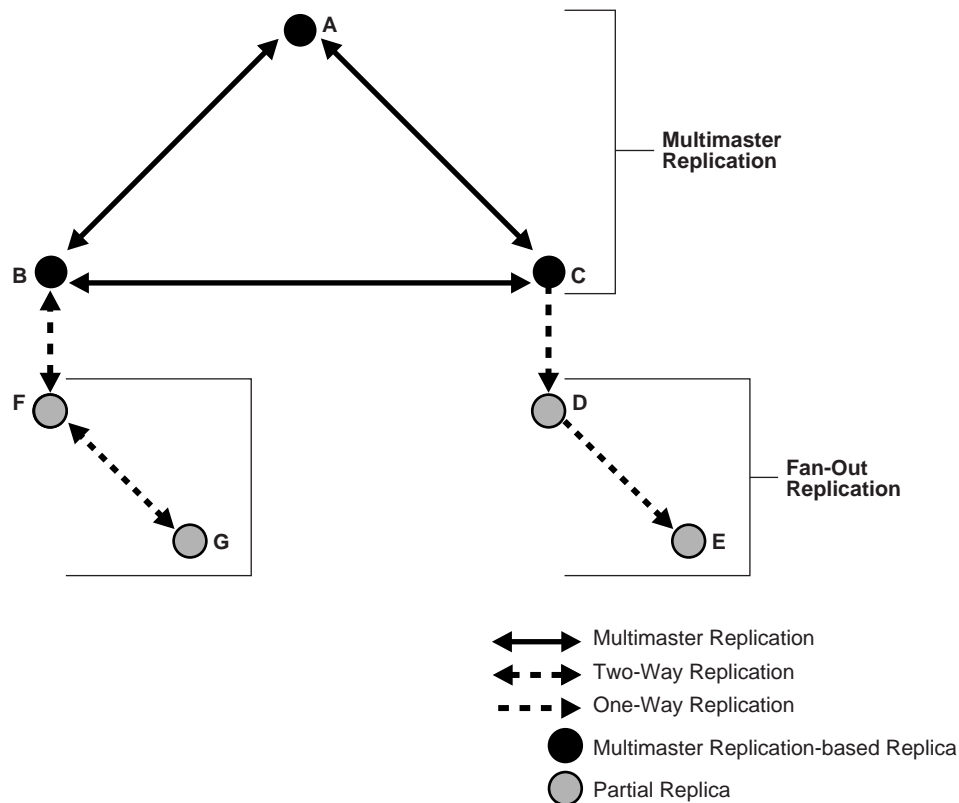 A
Multimaster
Replication
B
C
F
D
Fan-Out
Replication
G
E
Multimaster Replication
Two-Way Replication
One-Way Replication
Multimaster Replication-based Replica
Partial Replica